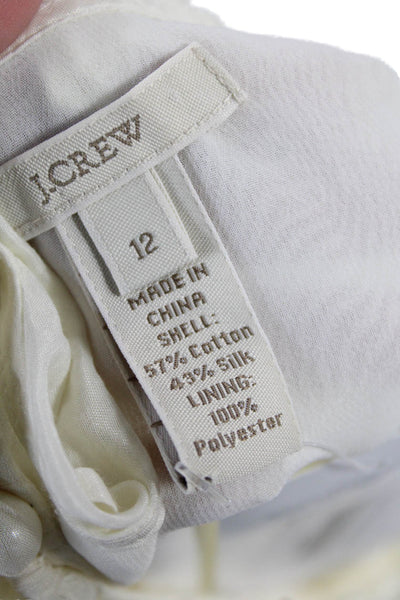 J.CREW
12
MADE IN
CHINA
SHELL:
57% Cotton
43% Silk
LINING:
100%
Polyester